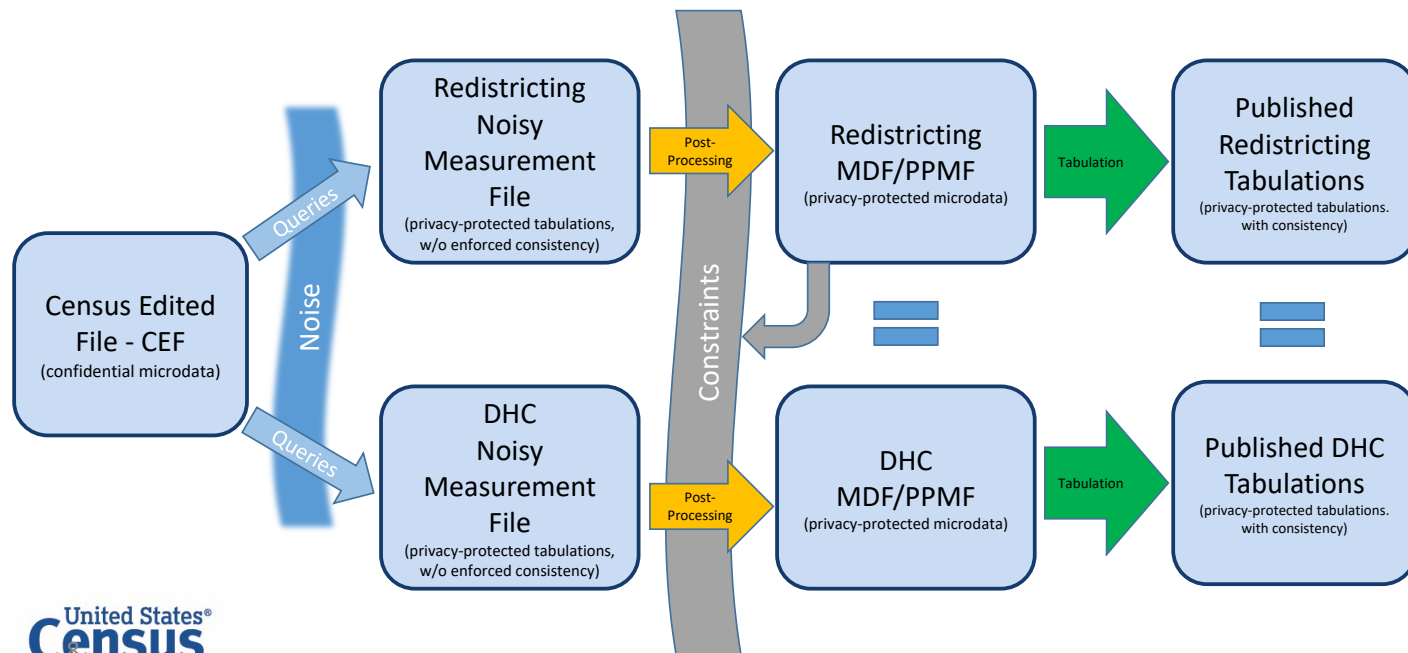 Census Edited
File - CEF
(confidential microdata)
Queries
Queries
Noise
Redistricting
Noisy
Measurement
File
(privacy-protected tabulations,
w/o enforced consistency)
DHC
Noisy
Measurement
File
(privacy-protected tabulations,
w/o enforced consistency)
Post-
Processing
Post-
Processing
Constraints
Redistricting
MDF/PPMF
(privacy-protected microdata)
DHC
MDF/PPMF
(privacy-protected microdata)
Tabulation
Tabulation
Published
Redistricting
Tabulations
(privacy-protected tabulations.
with consistency)
Published DHC
Tabulations
(privacy-protected tabulations.
with consistency)
United States®
Census